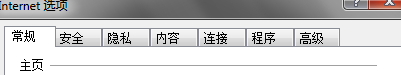 Internet 选项
常规 安全 隐私 内容 连接 程序 高级
主页